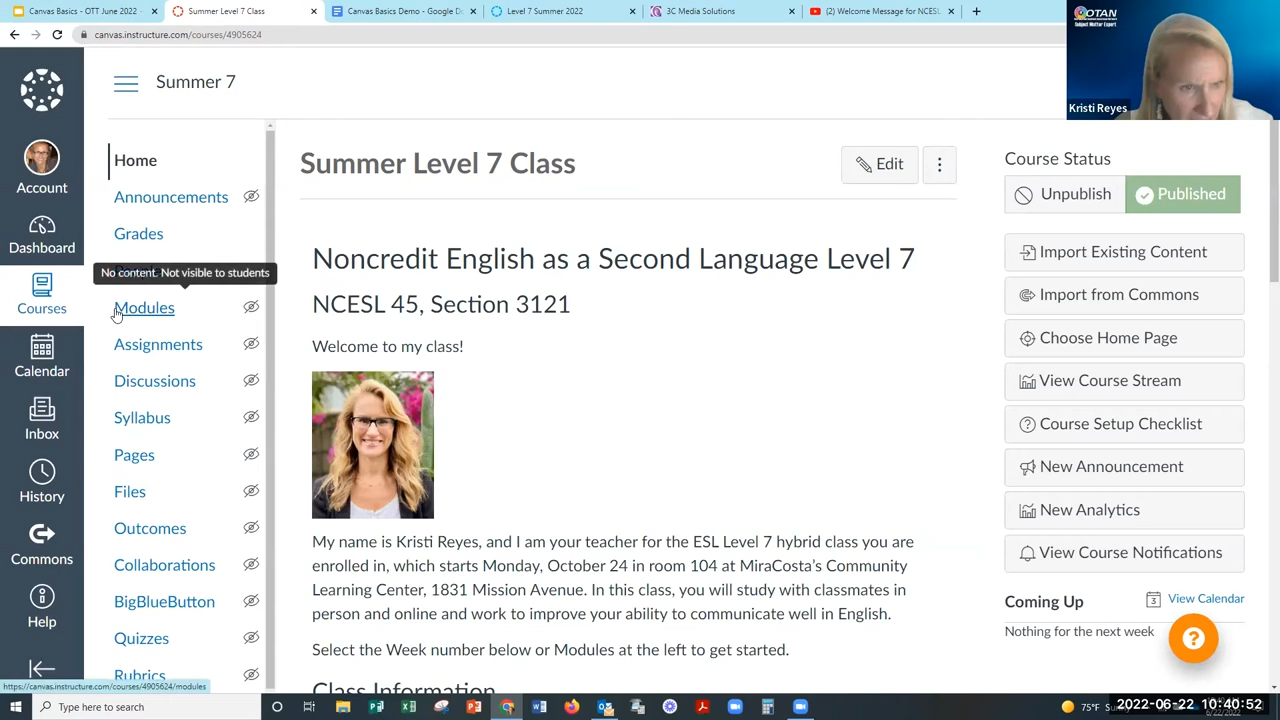 Canvas Basics - OTT June 2022 -
Summer Level 7 Class
Canvas Basics Demo - Google D
Level 7 Summer 2022
3C Media Solutions
(2) Welcome Message for NCESL
canvas.instructure.com/courses/4905624
OTAN
Subject Matter Expert
Kristi Reyes
Account
Dashboard
Courses
Calendar
Inbox
History
Commons
Help
Summer 7
Home
Announcements
Grades
No content. Not visible to students
Modules
Assignments
Discussions
Syllabus
Pages
Files
Outcomes
Collaborations
BigBlueButton
Quizzes
Rubrics
Summer Level 7 Class
Edit
Noncredit English as a Second Language Level 7
NCESL 45, Section 3121
Welcome to my class!
My name is Kristi Reyes, and I am your teacher for the ESL Level 7 hybrid class you are
enrolled in, which starts Monday, October 24 in room 104 at MiraCosta's Community
Learning Center, 1831 Mission Avenue. In this class, you will study with classmates in
person and online and work to improve your ability to communicate well in English.
Select the Week number below or Modules at the left to get started.
Class Information
Course Status
Unpublish
Published
Import Existing Content
Import from Commons
Choose Home Page
View Course Stream
Course Setup Checklist
New Announcement
New Analytics
View Course Notifications
Coming Up
View Calendar
Nothing for the next week
https://canvas.instructure.com/courses/4905624/modules
Type here to search
75°F
2022-06-22 10:40:52